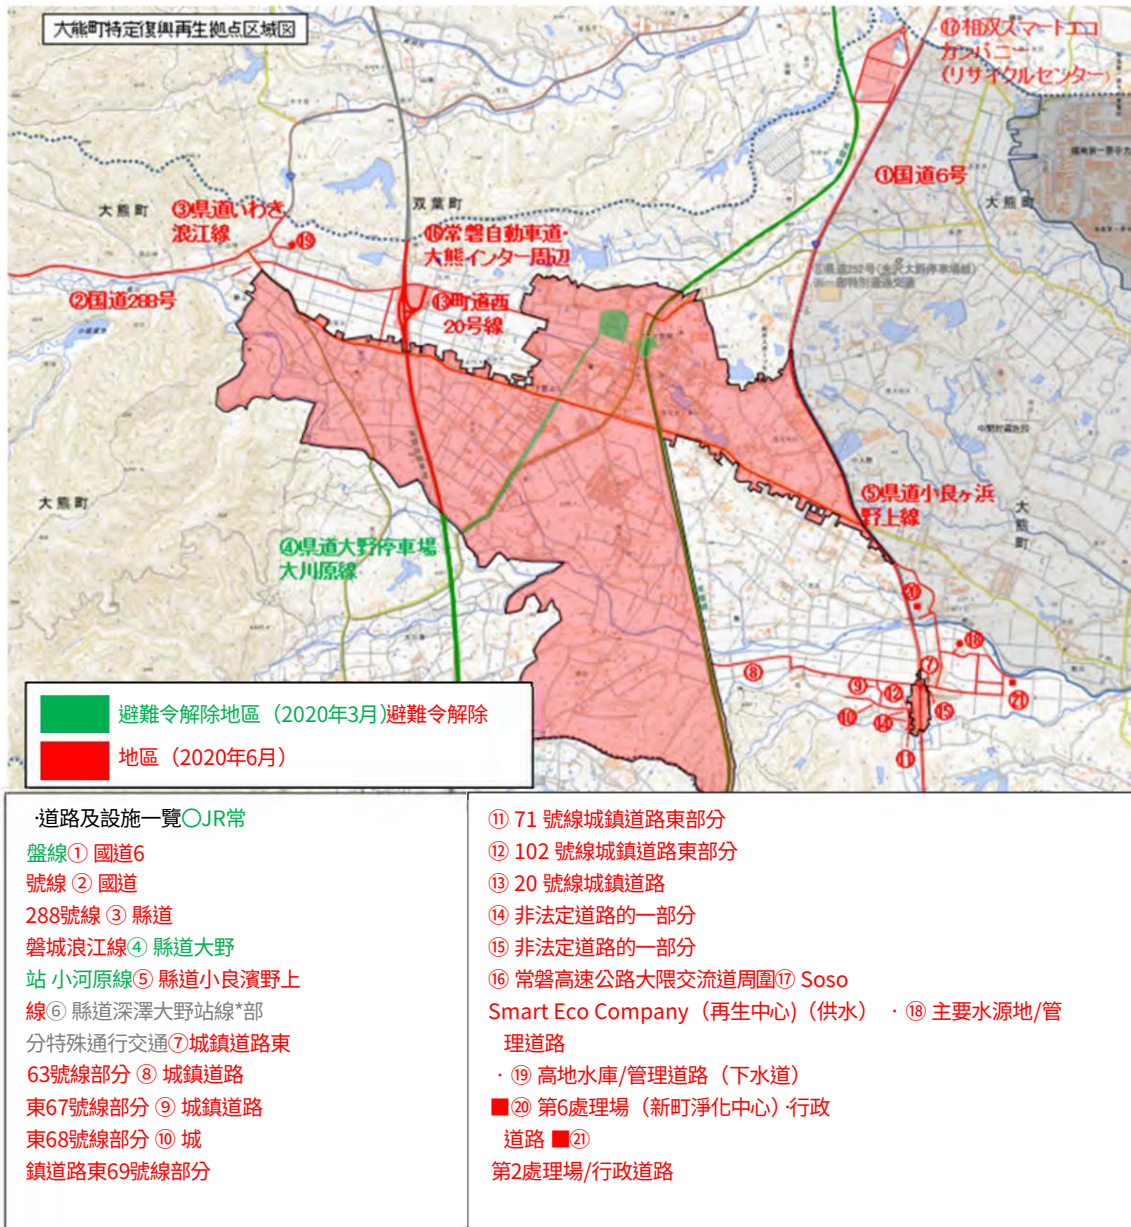 大熊町特定復興再生拠点区域図
⑰相双スマートエコ
カンパニー
(リサイクルセンター)
①国道6号
大熊町
大熊町
双葉町
③県道いわき
浪江線
⑲
⑯常磐自動車道・
大熊インター周辺
②国道288号
⑬町道西
20号線
大熊町
④県道大野停車場
大川原線
⑤県道小良ヶ浜
野上線
大熊町
⑳
⑱
⑦
⑧
⑨
⑫
⑩
⑭
⑮
㉑
⑪
避難令解除地區（2020年3月)避難令解除
地區（2020年6月）
·道路及設施一覽〇JR常
盤線① 國道6
號線 ② 國道
288號線 ③ 縣道
磐城浪江線④ 縣道大野
站 小河原線⑤ 縣道小良濱野上
線⑥ 縣道深澤大野站線*部
分特殊通行交通⑦城鎮道路東
63號線部分 ⑧ 城鎮道路
東67號線部分 ⑨ 城鎮道路
東68號線部分 ⑩ 城
鎮道路東69號線部分
⑪ 71 號線城鎮道路東部分
⑫ 102 號線城鎮道路東部分
⑬ 20 號線城鎮道路
⑭ 非法定道路的一部分
⑮ 非法定道路的一部分
⑯ 常磐高速公路大隈交流道周圍⑰ Soso
Smart Eco Company（再生中心)（供水） · ⑱ 主要水源地/管
理道路
· ⑲ 高地水庫/管理道路（下水道）
■⑳ 第6處理場（新町淨化中心）·行政
道路 ■㉑
第2處理場/行政道路